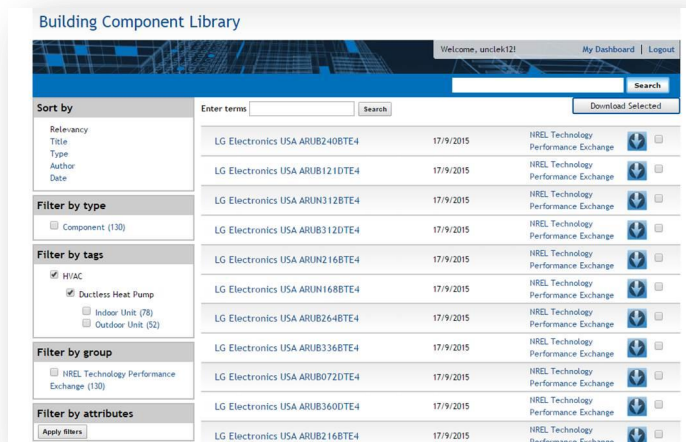 Building Component Library
Welcome, unclek12!
My Dashboard | Logout
Search
Sort by
Relevancy
Title
Type
Author
Date
Filter by type
Component (130)
Filter by tags
HVAC
Ductless Heat Pump
Indoor Unit (78)
Outdoor Unit (52)
Filter by group
NREL Technology Performance
Exchange (130)
Filter by attributes
Apply filters
Enter terms
Search
Download Selected
LG Electronics USA ARUB240BTE4 17/9/2015 NREL Technology
Performance Exchange
LG Electronics USA ARUB121DTE4 17/9/2015 NREL Technology
Performance Exchange
LG Electronics USA ARUN312BTE4 17/9/2015 NREL Technology
Performance Exchange
LG Electronics USA ARUB312DTE4 17/9/2015 NREL Technology
Performance Exchange
LG Electronics USA ARUN216BTE4 17/9/2015 NREL Technology
Performance Exchange
LG Electronics USA ARUN168BTE4 17/9/2015 NREL Technology
Performance Exchange
LG Electronics USA ARUB264BTE4 17/9/2015 NREL Technology
Performance Exchange
LG Electronics USA ARUB336BTE4 17/9/2015 NREL Technology
Performance Exchange
LG Electronics USA ARUB072DTE4 17/9/2015 NREL Technology
Performance Exchange
LG Electronics USA ARUB360DTE4 17/9/2015 NREL Technology
Performance Exchange
LG Electronics USA ARUB216BTE4 17/9/2015 NREL Technology
Performance Exchange